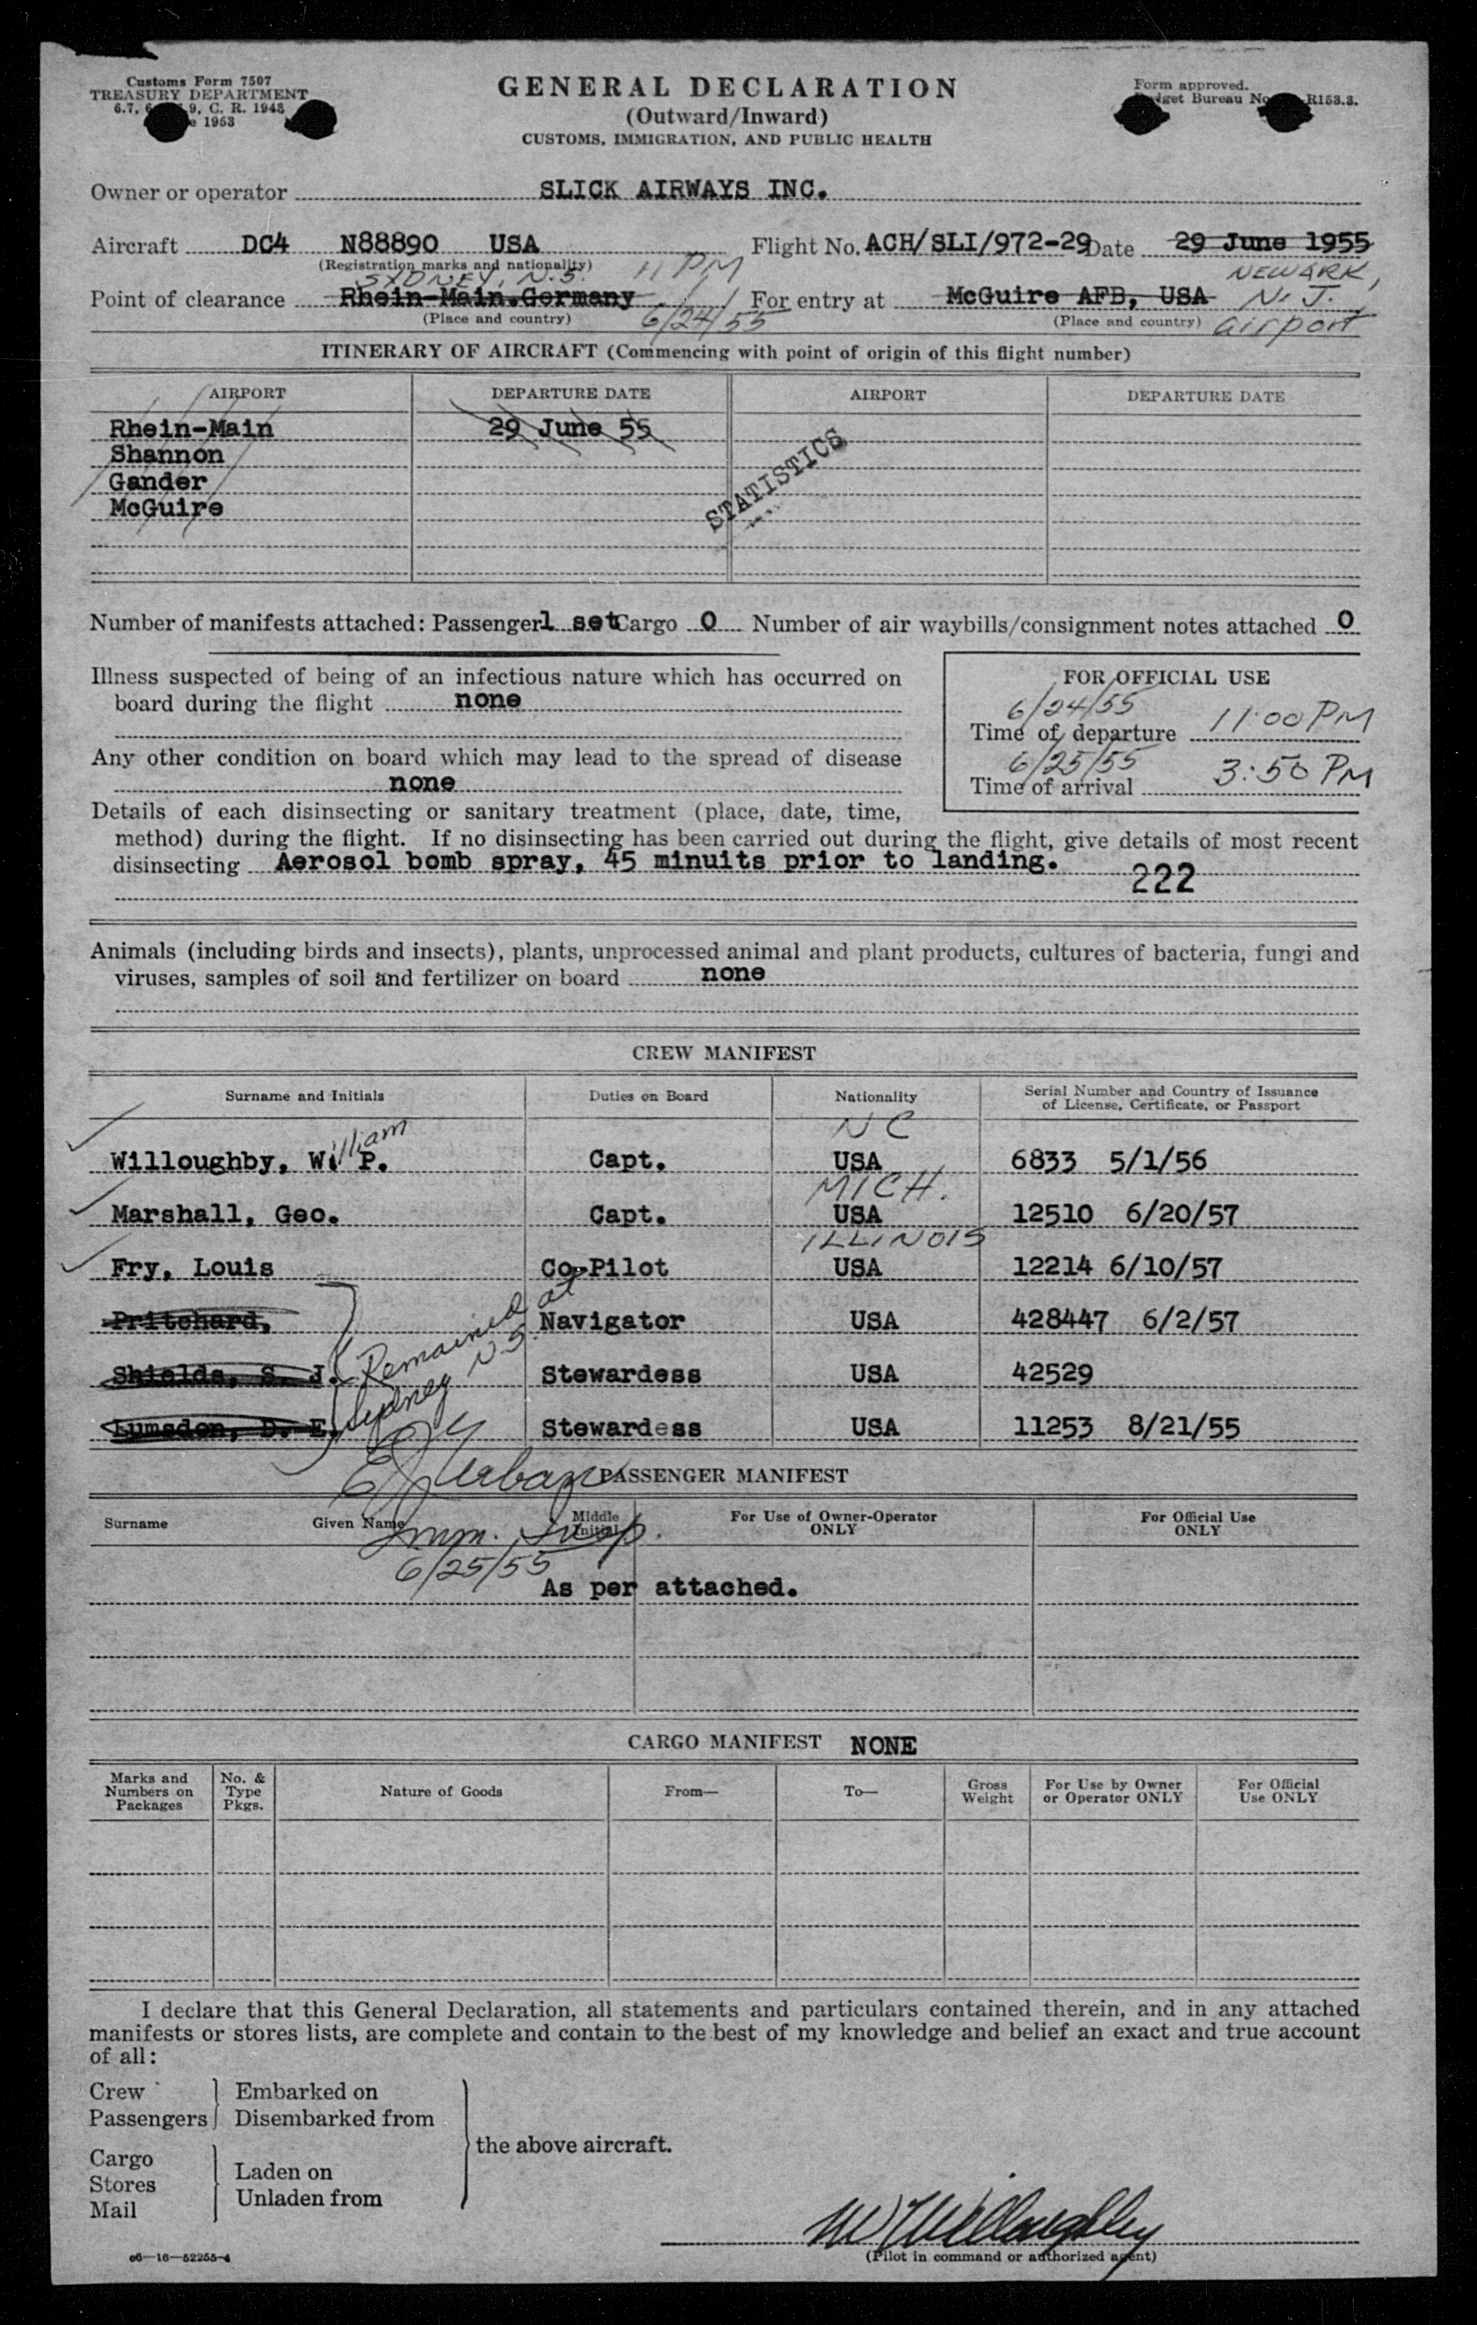 Customs Form 7507
TREASURY DEPARTMENT
6.7, 9, C. R. 1948
1953
GENERAL DECLARATION
(Outward/Inward)
CUSTOMS, IMMIGRATION, AND PUBLIC HEALTH
Form approved.
Budget Bureau No. R153.3.
Owner or operator SLICK AIRWAYS INC.
Aircraft DC4 N88890 USA Flight No. ACH/SLI/972-29 Date 29 June 1955
(Registration marks and nationality) 11 PM
SYDNEY, N.S. NEWARK,
Point of clearance Rhein-Main.Germany For entry at McGuire AFB, USA N. J.
(Place and country) 6/24/55 (Place and country) airport
ITINERARY OF AIRCRAFT (Commencing with point of origin of this flight number)
AIRPORT DEPARTURE DATE AIRPORT DEPARTURE DATE
Rhein-Main 29 June 55
Shannon
Gander
McGuire
STATISTICS
Number of manifests attached: Passenger 1 set Cargo 0 Number of air waybills/consignment notes attached 0
Illness suspected of being of an infectious nature which has occurred on
board during the flight none
Any other condition on board which may lead to the spread of disease
none
FOR OFFICIAL USE
6/24/55
Time of departure 11:00 PM
6/25/55
Time of arrival 3:50 PM
Details of each disinsecting or sanitary treatment (place, date, time,
method) during the flight. If no disinsecting has been carried out during the flight, give details of most recent
disinsecting Aerosol bomb spray, 45 minuits prior to landing.
222
Animals (including birds and insects), plants, unprocessed animal and plant products, cultures of bacteria, fungi and
viruses, samples of soil and fertilizer on board none
CREW MANIFEST
Surname and Initials Duties on Board Nationality Serial Number and Country of Issuance
of License, Certificate, or Passport
NC
Willoughby, William P. Capt. USA 6833 5/1/56
MICH.
Marshall, Geo. Capt. USA 12510 6/20/57
ILLINOIS
Fry, Louis Co-Pilot USA 12214 6/10/57
Pritchard, Navigator USA 428447 6/2/57
Shields, S. J. Stewardess USA 42529
Lumsden, D. E. Stewardess USA 11253 8/21/55
Remained at
Sydney N.S.
E J Urban
Imm. Insp.
6/25/55
PASSENGER MANIFEST
Surname Given Name Middle Initial For Use of Owner-Operator ONLY For Official Use ONLY
As per attached.
CARGO MANIFEST NONE
Marks and Numbers on Packages No. & Type Pkgs. Nature of Goods From— To— Gross Weight For Use by Owner or Operator ONLY For Official Use ONLY
I declare that this General Declaration, all statements and particulars contained therein, and in any attached
manifests or stores lists, are complete and contain to the best of my knowledge and belief an exact and true account
of all:
Crew Embarked on
Passengers Disembarked from
the above aircraft.
Cargo
Stores Laden on
Mail Unladen from
W Willoughby
(Pilot in command or authorized agent)
c6—16—52255-4